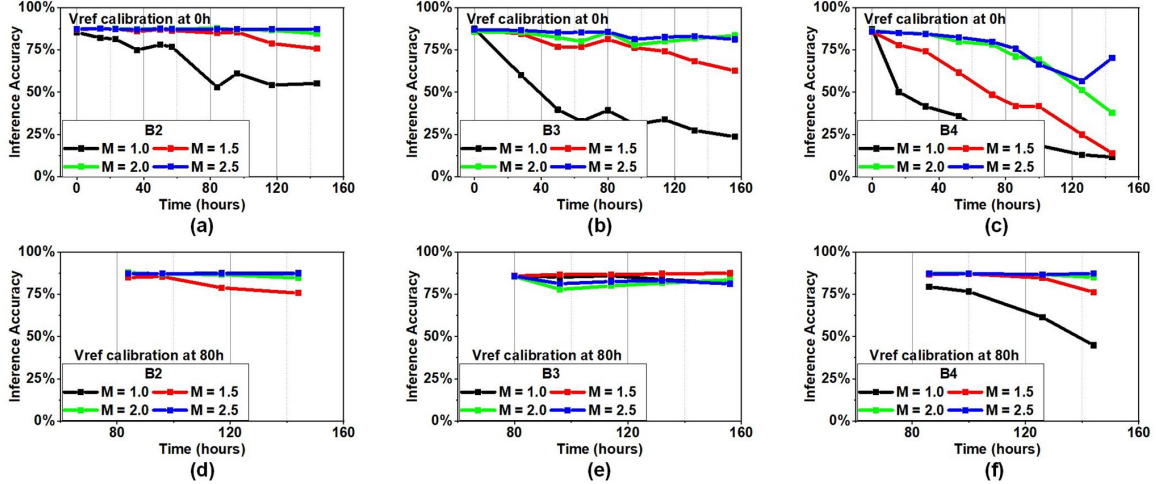 Vref calibration at 0h
100%
75%
50%
25%
0%
Inference Accuracy
B2
M = 1.0 M = 1.5
M = 2.0 M = 2.5
0 40 80 120 160
Time (hours)
(a)
Vref calibration at 0h
100%
75%
50%
25%
0%
Inference Accuracy
B3
M = 1.0 M = 1.5
M = 2.0 M = 2.5
0 40 80 120 160
Time (hours)
(b)
Vref calibration at 0h
100%
75%
50%
25%
0%
Inference Accuracy
B4
M = 1.0 M = 1.5
M = 2.0 M = 2.5
0 40 80 120 160
Time (hours)
(c)
100%
75%
50%
25%
0%
Inference Accuracy
Vref calibration at 80h
B2
M = 1.0 M = 1.5
M = 2.0 M = 2.5
80 120 160
Time (hours)
(d)
100%
75%
50%
25%
0%
Inference Accuracy
Vref calibration at 80h
B3
M = 1.0 M = 1.5
M = 2.0 M = 2.5
80 120 160
Time (hours)
(e)
100%
75%
50%
25%
0%
Inference Accuracy
Vref calibration at 80h
B4
M = 1.0 M = 1.5
M = 2.0 M = 2.5
80 120 160
Time (hours)
(f)